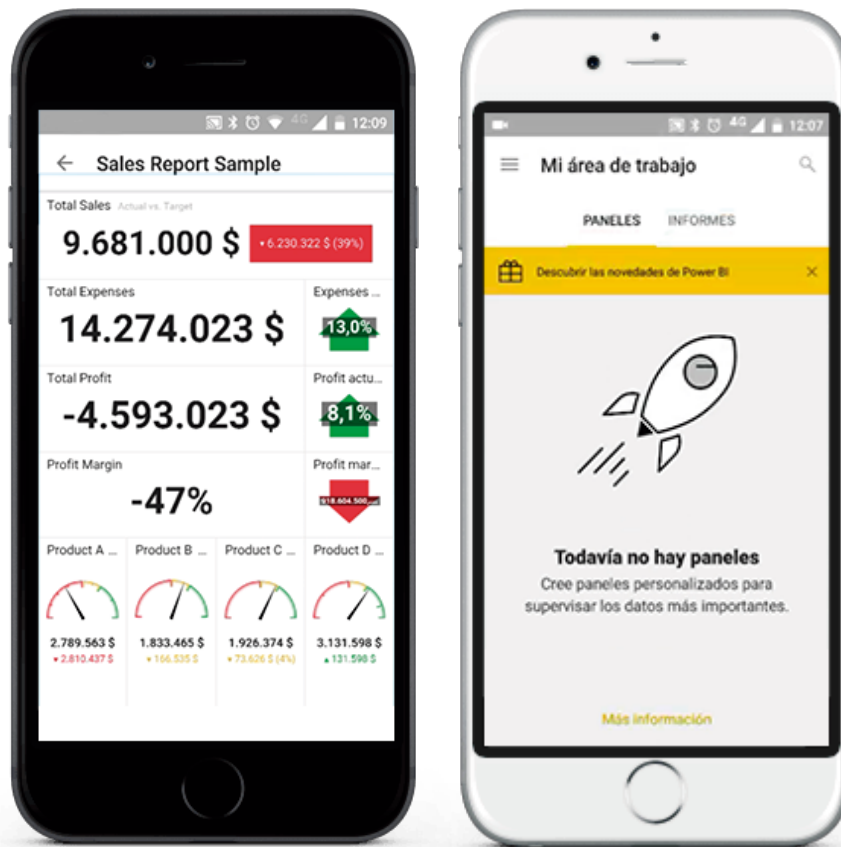 4G 12:09
Sales Report Sample
Total Sales Actual vs. Target
9.681.000 $ 6.230.322 $ (39%)
Total Expenses Expenses ...
14.274.023 $ 13,0%
Total Profit Profit actu...
-4.593.023 $ 8,1%
Profit Margin Profit mar...
-47%
Product A ... Product B ... Product C ... Product D ...
2.789.563 $ 1.833.465 $ 1.926.374 $ 3.131.598 $
2.810.437 $ 166.535 $ 73.626 $ (4%) 131.598 $
4G 12:07
Mi área de trabajo
PANELES INFORMES
Descubrir las novedades de Power BI
Todavía no hay paneles
Cree paneles personalizados para
supervisar los datos más importantes.
Más información